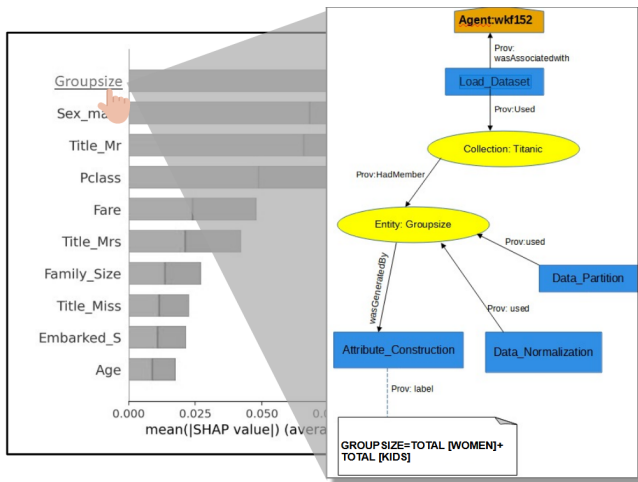 Groupsize
Sex_ma
Title_Mr
Pclass
Fare
Title_Mrs
Family_Size
Title_Miss
Embarked_S
Age
0.000 0.025 0.050 0.0
mean(|SHAP value|) (avera
Agent:wkf152
Prov:
wasAssociatedwith
Load_Dataset
Prov:Used
Collection: Titanic
Prov:HadMember
Entity: Groupsize
Prov:used
wasGeneratedBy
Data_Partition
Prov: used
Attribute_Construction
Data_Normalization
Prov: label
GROUPSIZE=TOTAL [WOMEN]+
TOTAL [KIDS]